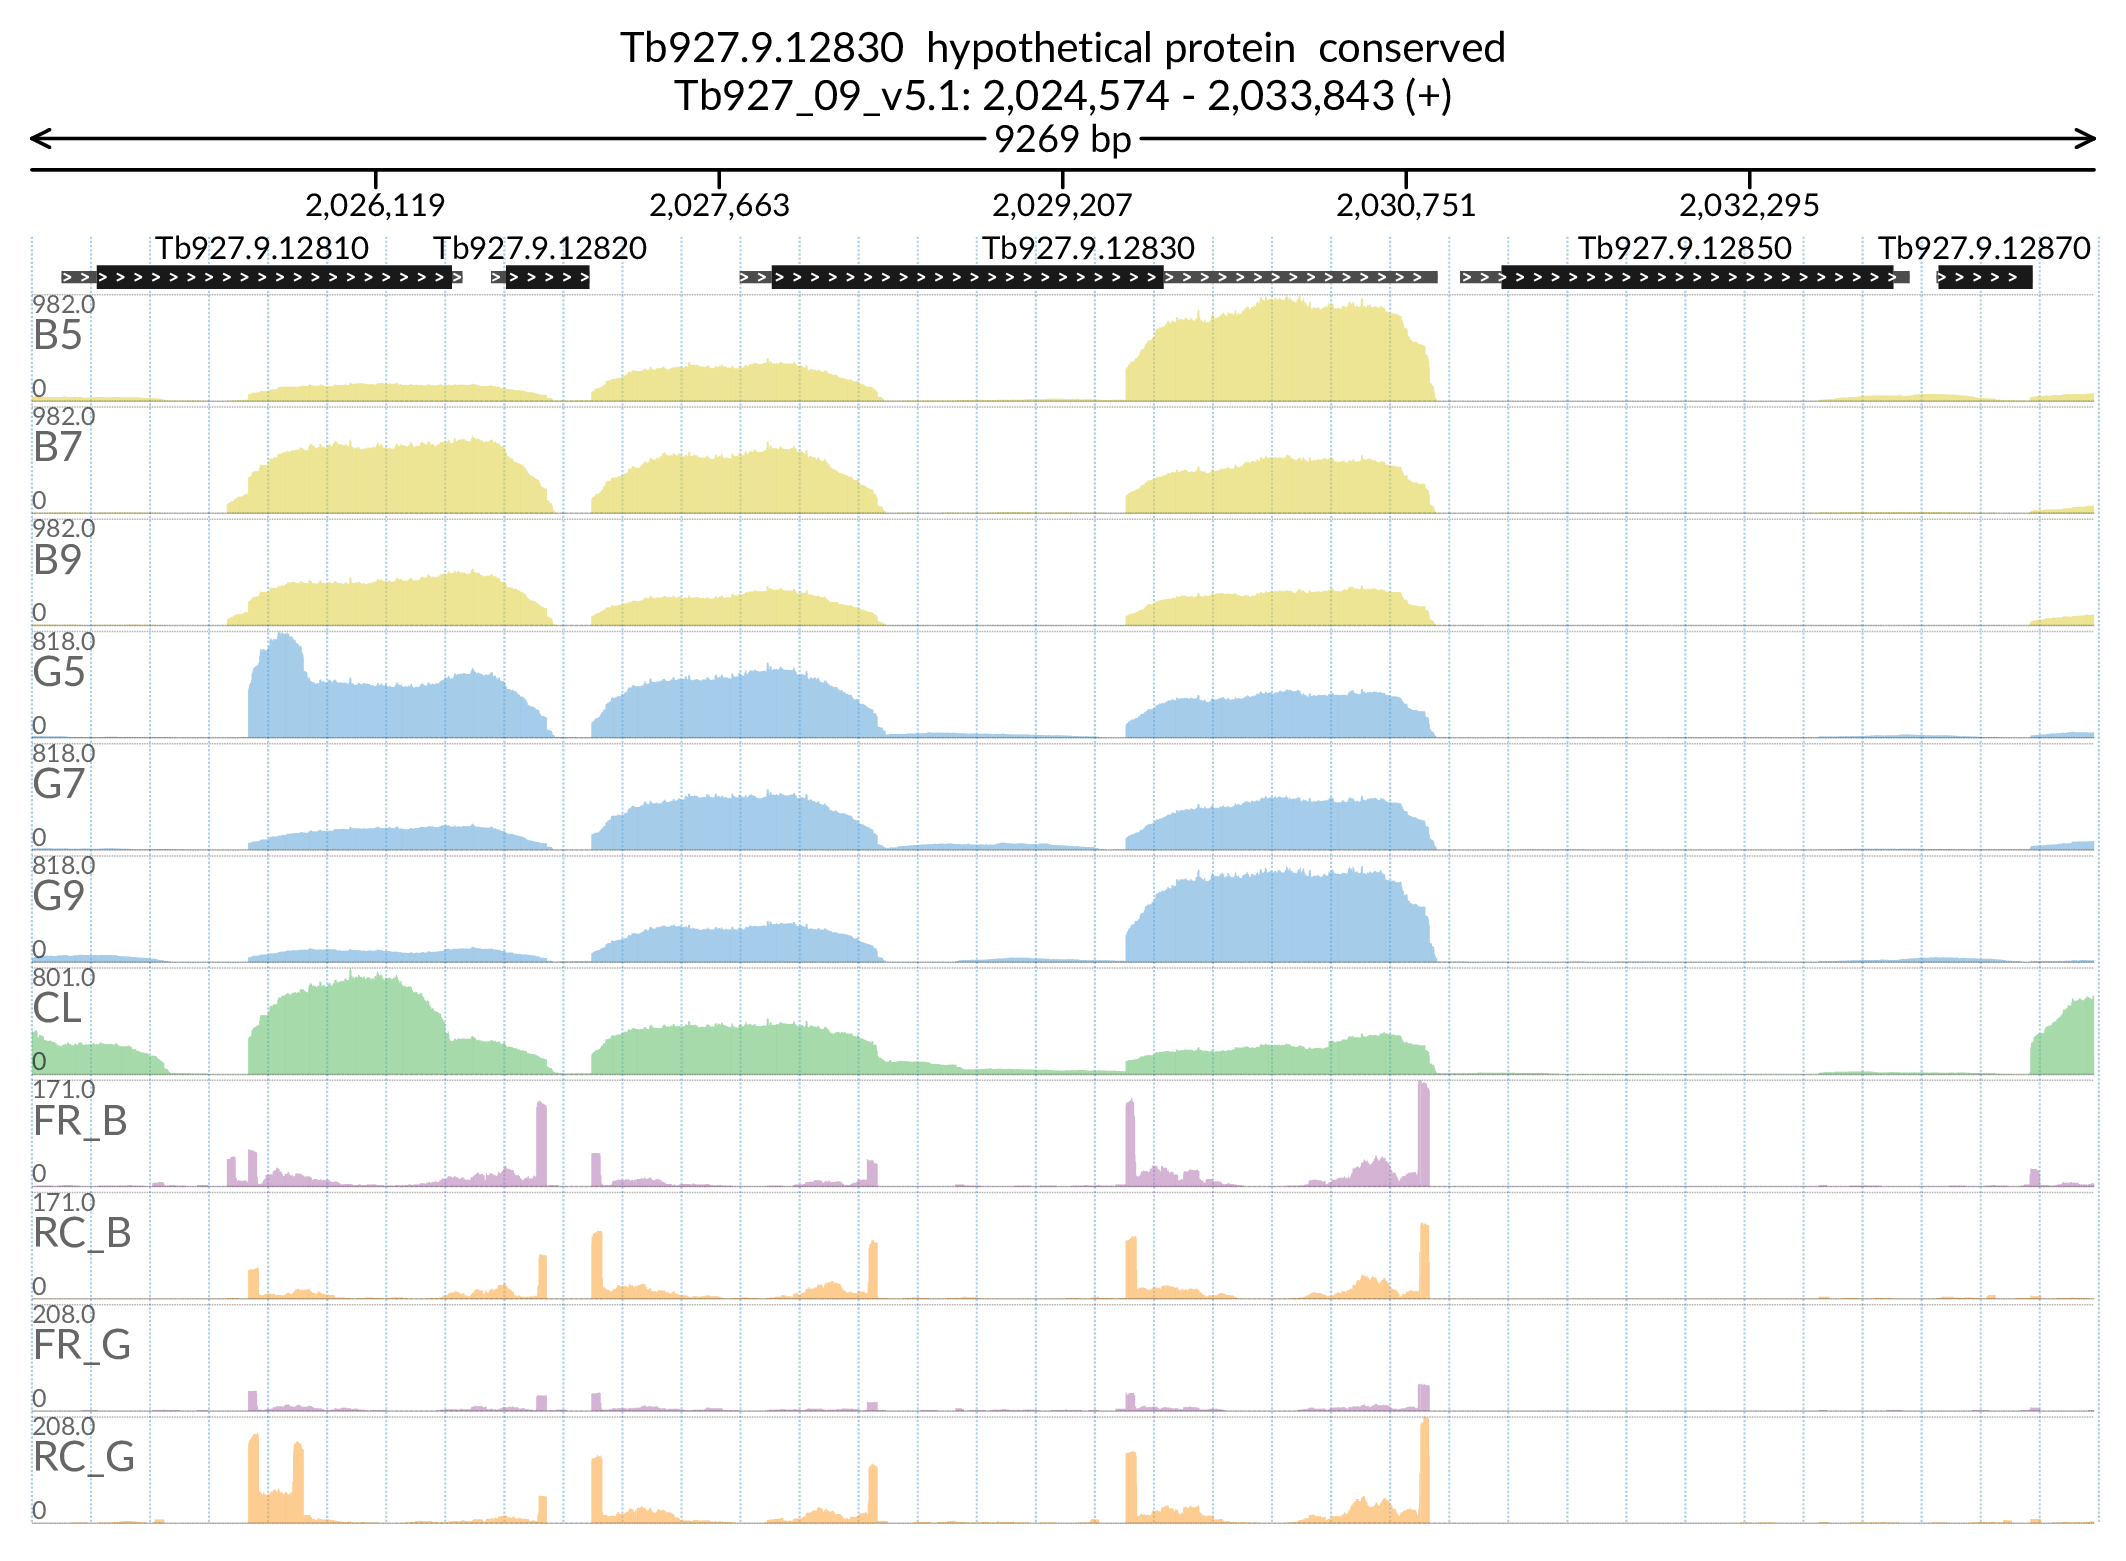 Tb927.9.12830 hypothetical protein conserved
Tb927_09_v5.1: 2,024,574 - 2,033,843 (+)
9269 bp
2,026,119 2,027,663 2,029,207 2,030,751 2,032,295
Tb927.9.12810 Tb927.9.12820 Tb927.9.12830 Tb927.9.12850 Tb927.9.12870
982.0
B5
0
982.0
B7
0
982.0
B9
0
818.0
G5
0
818.0
G7
0
818.0
G9
0
801.0
CL
0
171.0
FR_B
0
171.0
RC_B
0
208.0
FR_G
0
208.0
RC_G
0